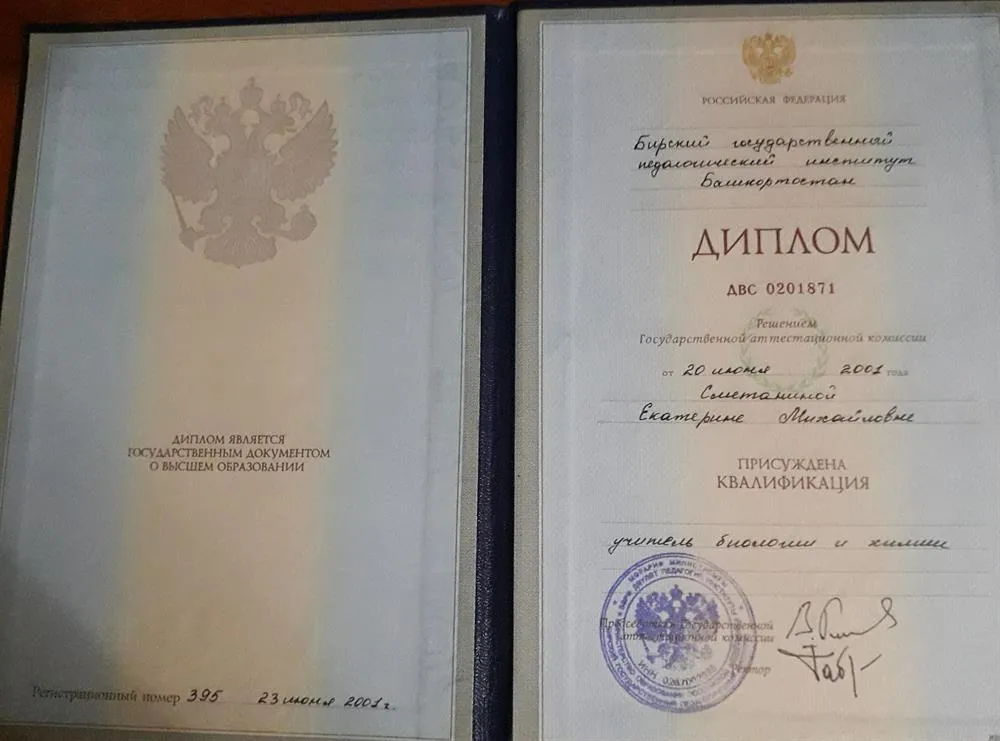 ДИПЛОМ ЯВЛЯЕТСЯ
ГОСУДАРСТВЕННЫМ ДОКУМЕНТОМ
О ВЫСШЕМ ОБРАЗОВАНИИ
Регистрационный номер 395 23 июня 2001 г.
РОССИЙСКАЯ ФЕДЕРАЦИЯ
Бирский государственный
педагогический институт
Башкортостан
ДИПЛОМ
ДВС 0201871
Решением
Государственной аттестационной комиссии
от 20 июня 2001 года
Сметаниной
Екатерине Михайловне
ПРИСУЖДЕНА
КВАЛИФИКАЦИЯ
учитель биологии и химии
Председатель Государственной
аттестационной комиссии
Ректор